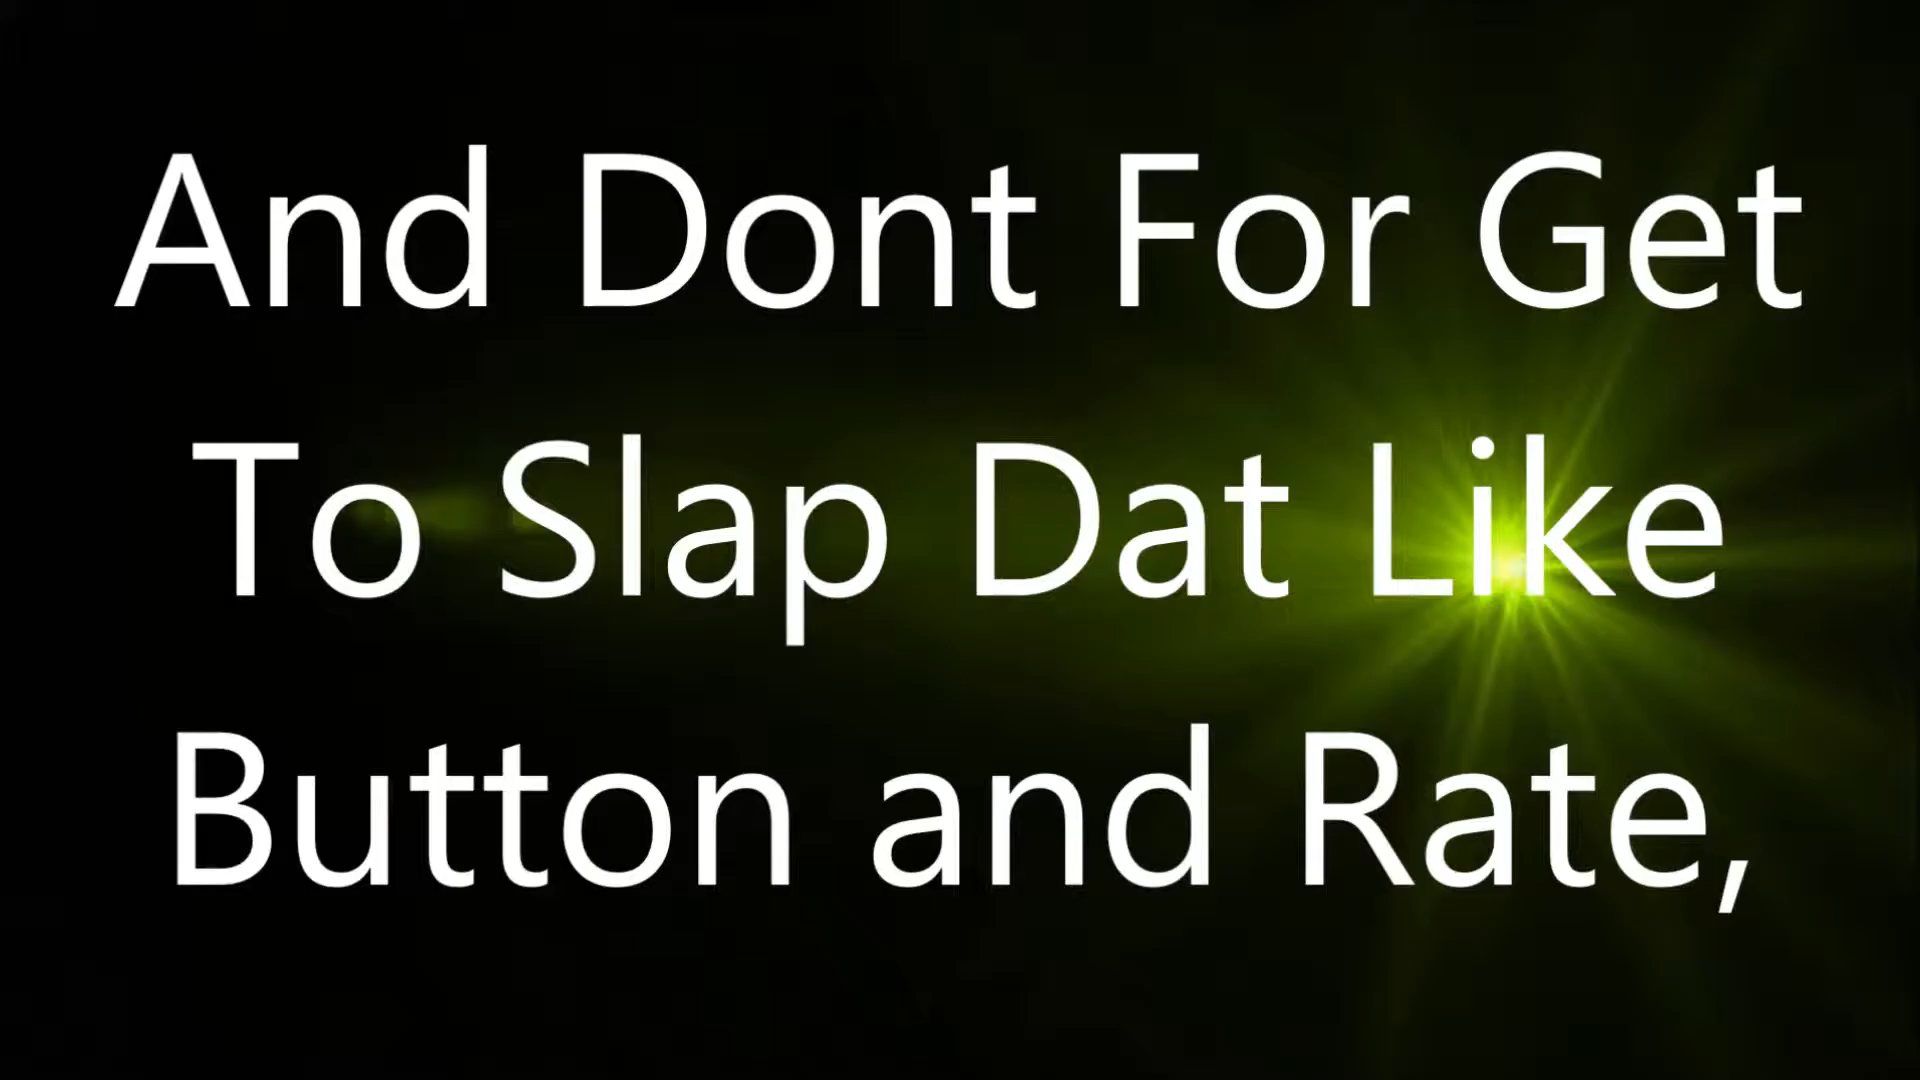 And Dont For Get
To Slap Dat Like
Button and Rate,